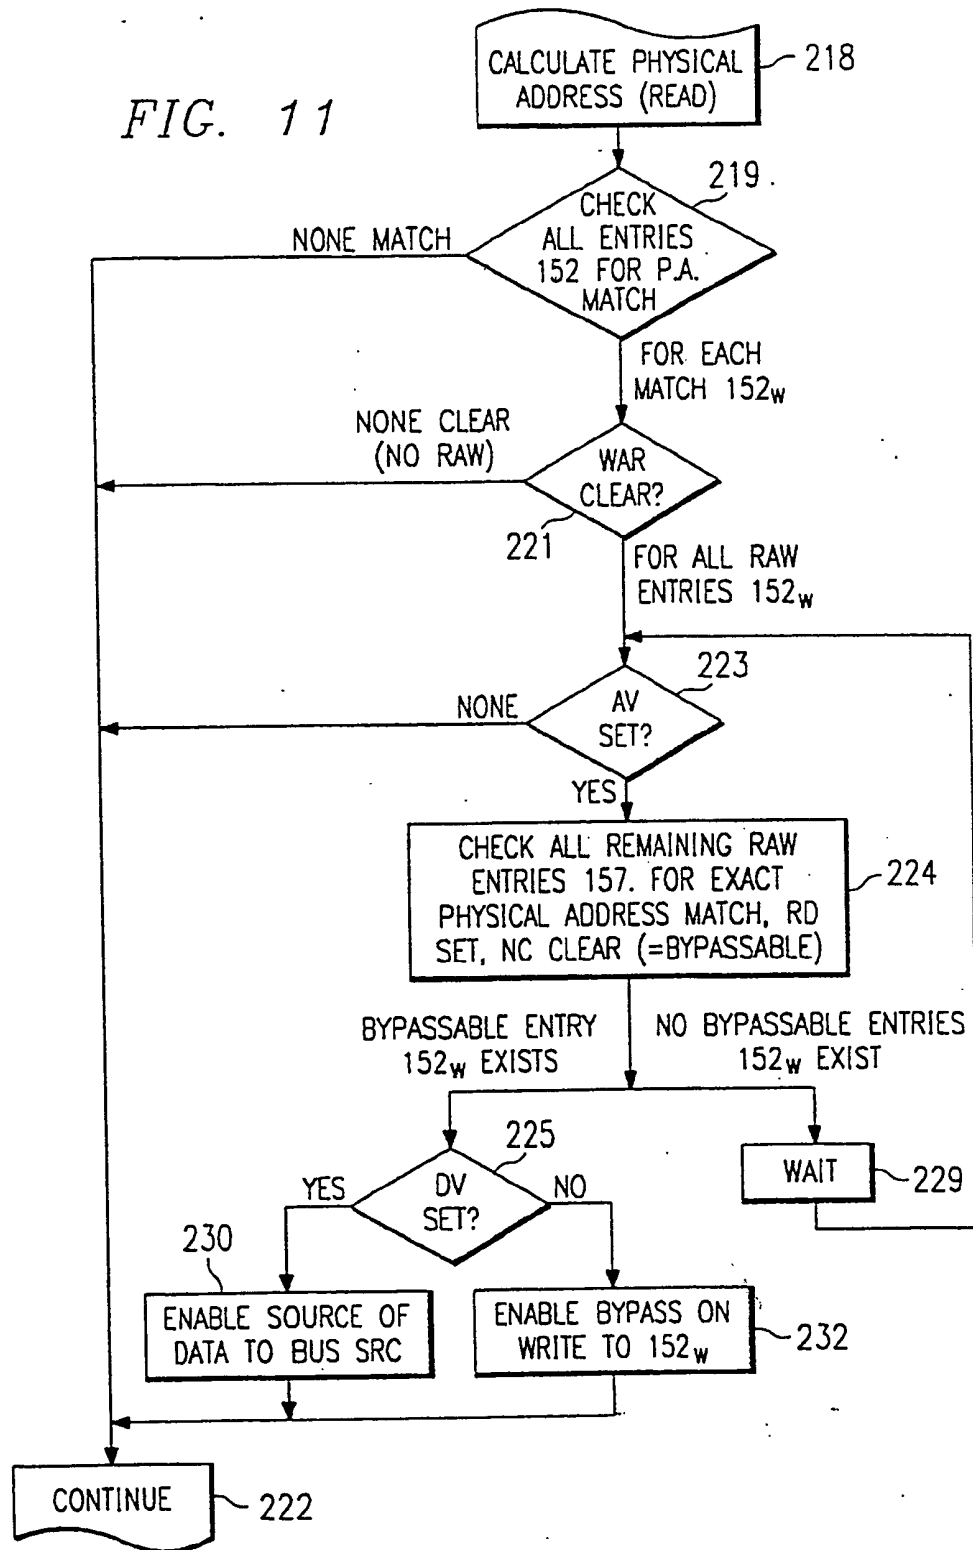 FIG. 11
CALCULATE PHYSICAL
ADDRESS (READ)
218
219
CHECK
ALL ENTRIES
152 FOR P.A.
MATCH
NONE MATCH
FOR EACH
MATCH 152w
NONE CLEAR
(NO RAW)
WAR
CLEAR?
221
FOR ALL RAW
ENTRIES 152w
223
AV
SET?
NONE
YES
CHECK ALL REMAINING RAW
ENTRIES 157. FOR EXACT
PHYSICAL ADDRESS MATCH, RD
SET, NC CLEAR (=BYPASSABLE)
224
BYPASSABLE ENTRY
152w EXISTS
NO BYPASSABLE ENTRIES
152w EXIST
225
DV
SET?
YES
NO
WAIT
229
230
ENABLE SOURCE OF
DATA TO BUS SRC
ENABLE BYPASS ON
WRITE TO 152w
232
CONTINUE
222